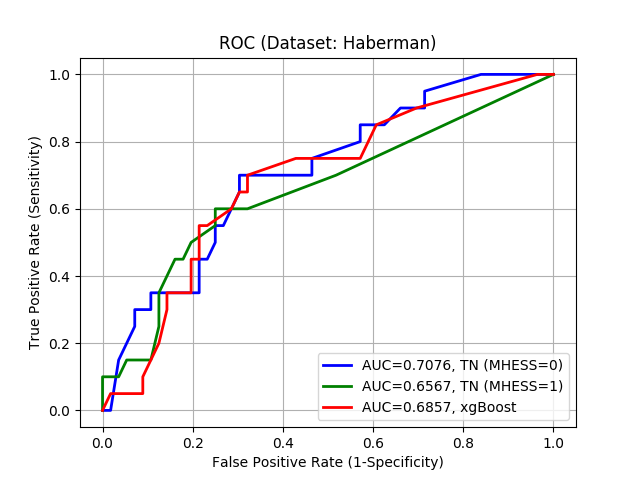 ROC (Dataset: Haberman)
True Positive Rate (Sensitivity)
1.0
0.8
0.6
0.4
0.2
0.0
0.0 0.2 0.4 0.6 0.8 1.0
False Positive Rate (1-Specificity)
AUC=0.7076, TN (MHESS=0)
AUC=0.6567, TN (MHESS=1)
AUC=0.6857, xgBoost